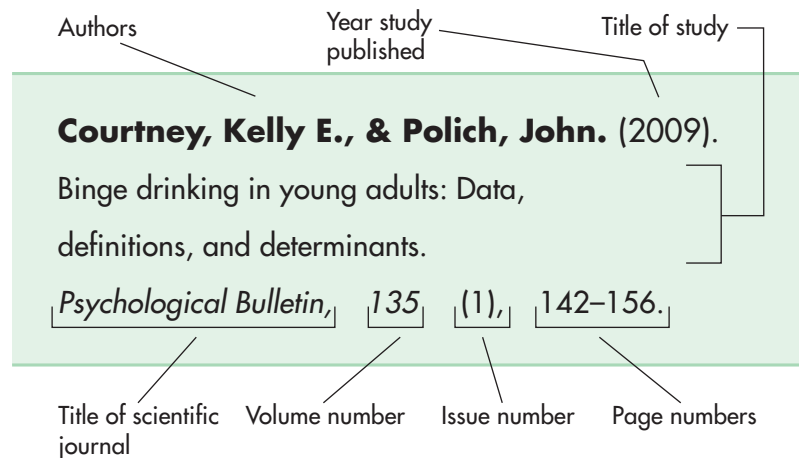 Authors
Year study
published
Title of study
Courtney, Kelly E., & Polich, John. (2009).
Binge drinking in young adults: Data,
definitions, and determinants.
Psychological Bulletin, 135 (1), 142–156.
Title of scientific
journal
Volume number
Issue number
Page numbers